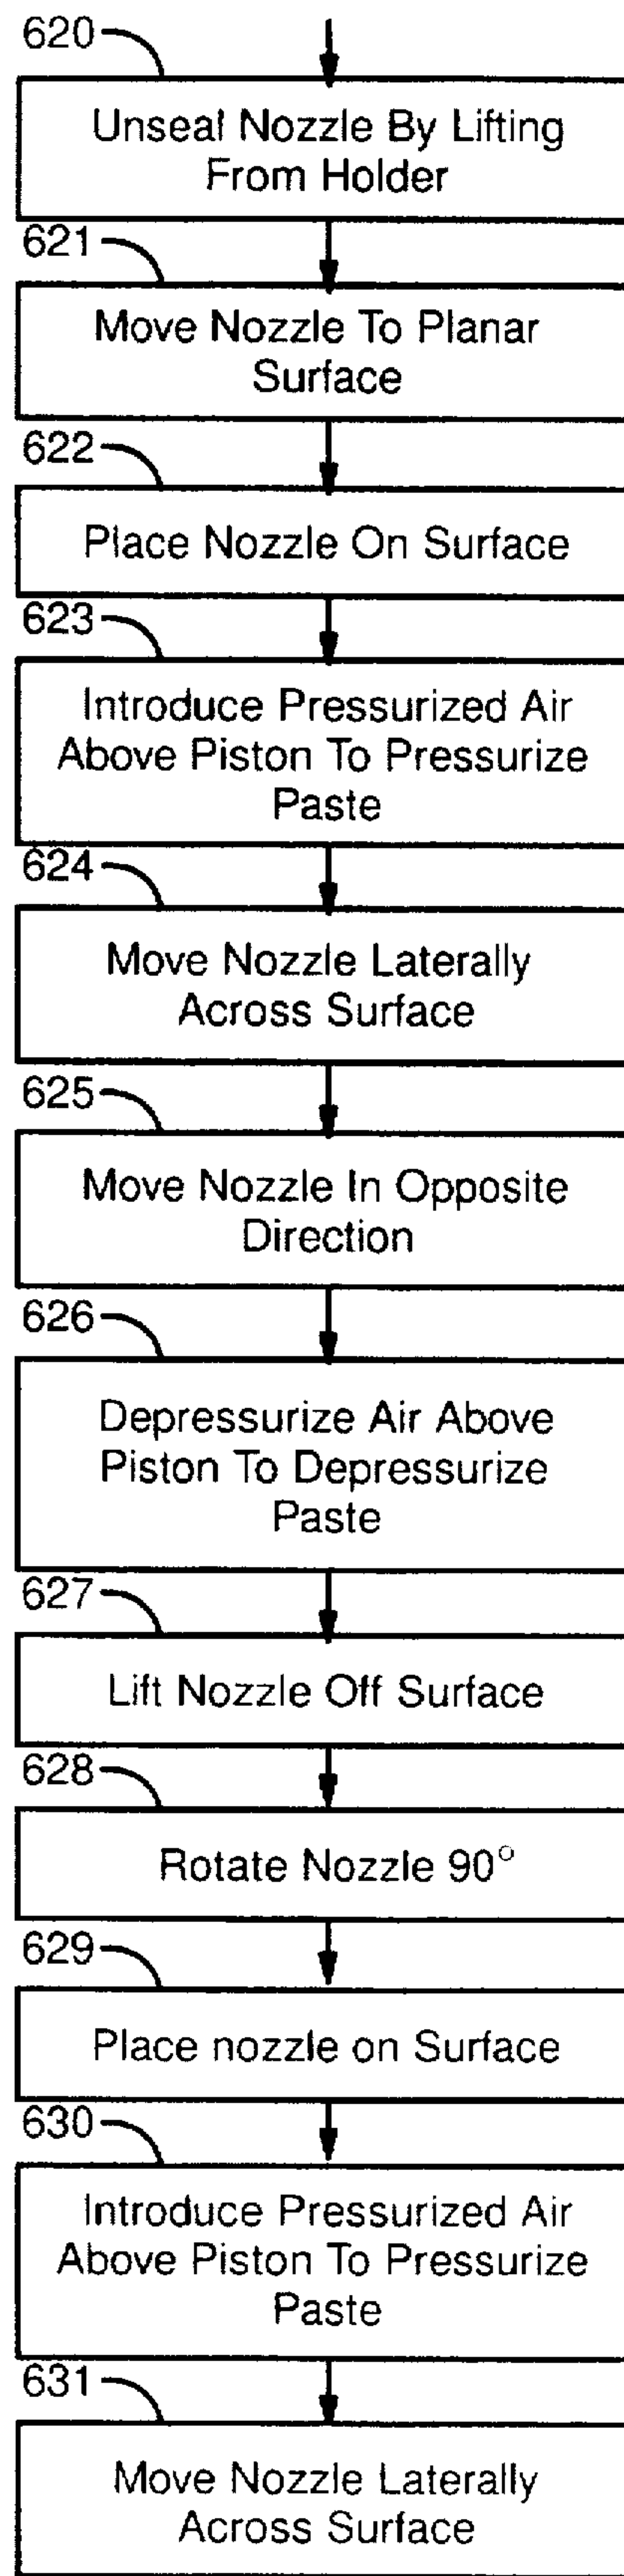 620
Unseal Nozzle By Lifting
From Holder
621
Move Nozzle To Planar
Surface
622
Place Nozzle On Surface
623
Introduce Pressurized Air
Above Piston To Pressurize
Paste
624
Move Nozzle Laterally
Across Surface
625
Move Nozzle In Opposite
Direction
626
Depressurize Air Above
Piston To Depressurize
Paste
627
Lift Nozzle Off Surface
628
Rotate Nozzle 90°
629
Place nozzle on Surface
630
Introduce Pressurized Air
Above Piston To Pressurize
Paste
631
Move Nozzle Laterally
Across Surface